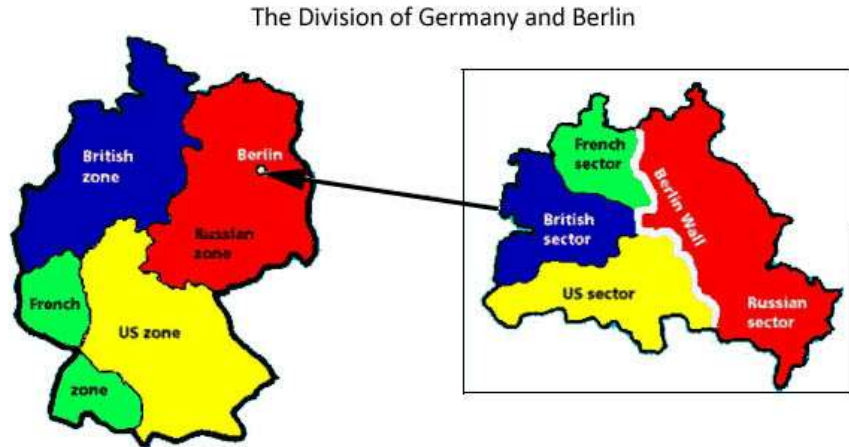 The Division of Germany and Berlin
British
zone
Berlin
Russian
zone
French
zone
US zone
French
sector
Berlin Wall
British
sector
US sector
Russian
sector